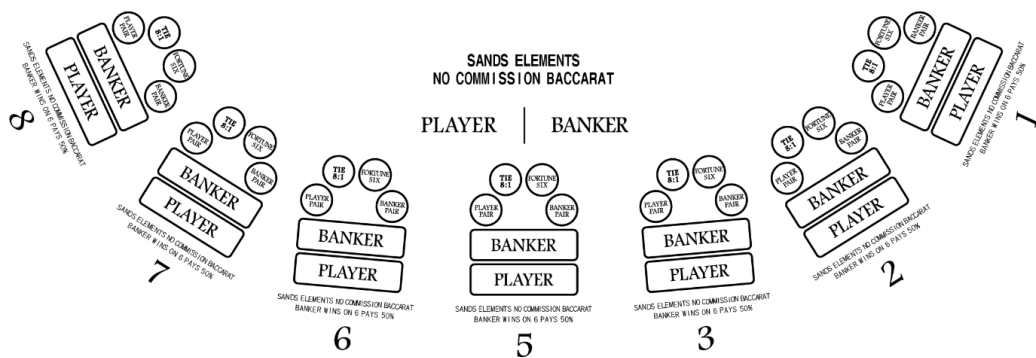 SANDS ELEMENTS
NO COMMISSION BACCARAT
PLAYER | BANKER
PLAYER PAIR
TIE 8:1
FORTUNE SIX
BANKER PAIR
BANKER
PLAYER
SANDS ELEMENTS NO COMMISSION BACCARAT
BANKER WINS ON 6 PAYS 50%
8
PLAYER PAIR
TIE 8:1
FORTUNE SIX
BANKER PAIR
BANKER
PLAYER
SANDS ELEMENTS NO COMMISSION BACCARAT
BANKER WINS ON 6 PAYS 50%
7
PLAYER PAIR
TIE 8:1
FORTUNE SIX
BANKER PAIR
BANKER
PLAYER
SANDS ELEMENTS NO COMMISSION BACCARAT
BANKER WINS ON 6 PAYS 50%
6
PLAYER PAIR
TIE 8:1
FORTUNE SIX
BANKER PAIR
BANKER
PLAYER
SANDS ELEMENTS NO COMMISSION BACCARAT
BANKER WINS ON 6 PAYS 50%
5
PLAYER PAIR
TIE 8:1
FORTUNE SIX
BANKER PAIR
BANKER
PLAYER
SANDS ELEMENTS NO COMMISSION BACCARAT
BANKER WINS ON 6 PAYS 50%
3
PLAYER PAIR
TIE 8:1
FORTUNE SIX
BANKER PAIR
BANKER
PLAYER
SANDS ELEMENTS NO COMMISSION BACCARAT
BANKER WINS ON 6 PAYS 50%
2
PLAYER PAIR
TIE 8:1
FORTUNE SIX
BANKER PAIR
BANKER
PLAYER
SANDS ELEMENTS NO COMMISSION BACCARAT
BANKER WINS ON 6 PAYS 50%
1